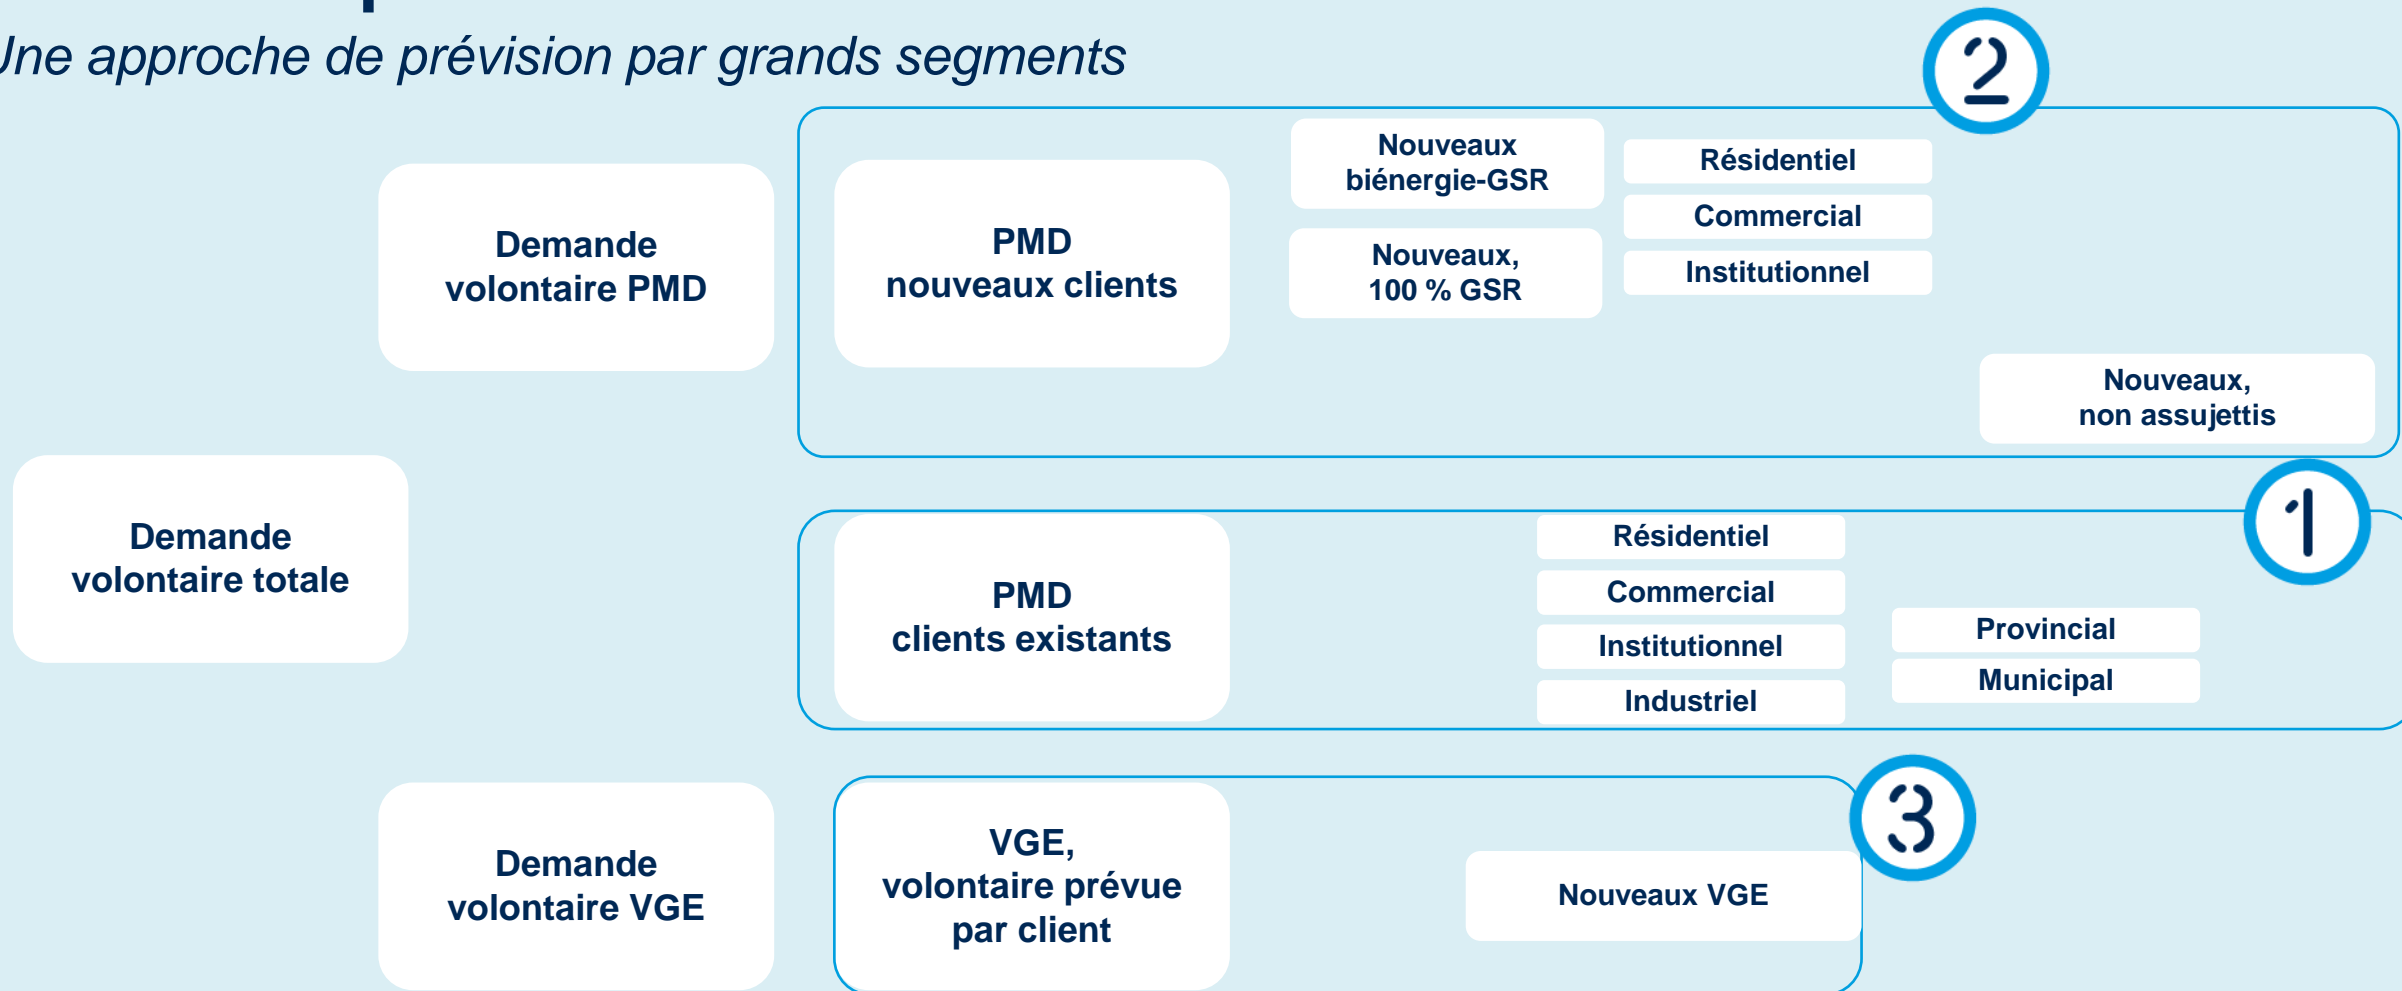 Une approche de prévision par grands segments
2
Demande
volontaire PMD
PMD
nouveaux clients
Nouveaux
biénergie-GSR
Nouveaux,
100 % GSR
Résidentiel
Commercial
Institutionnel
Nouveaux,
non assujettis
1
Demande
volontaire totale
PMD
clients existants
Résidentiel
Commercial
Institutionnel
Industriel
Provincial
Municipal
3
Demande
volontaire VGE
VGE,
volontaire prévue
par client
Nouveaux VGE